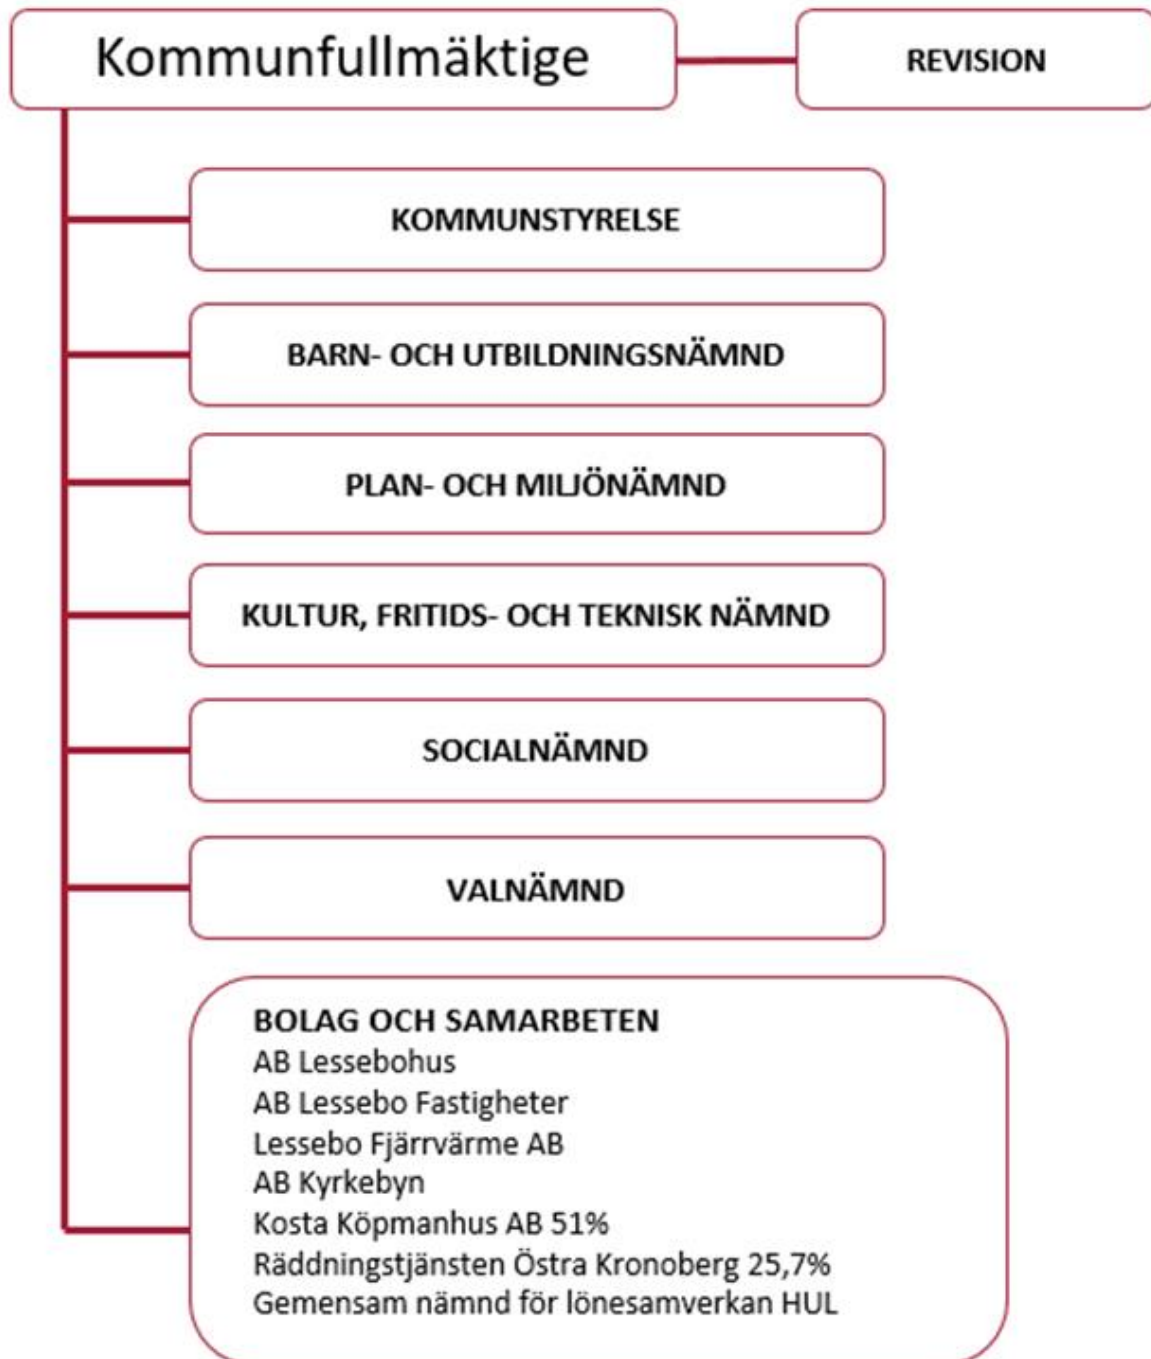 Kommunfullmäktige
REVISION
KOMMUNSTYRELSE
BARN- OCH UTBILDNINGSNÄMND
PLAN- OCH MILJÖNÄMND
KULTUR, FRITIDS- OCH TEKNISK NÄMND
SOCIALNÄMND
VALNÄMND
BOLAG OCH SAMARBETEN
AB Lessebohus
AB Lessebo Fastigheter
Lessebo Fjärrvärme AB
AB Kyrkebyn
Kosta Köpmanhus AB 51%
Räddningstjänsten Östra Kronoberg 25,7%
Gemensam nämnd för lönesamverkan HUL